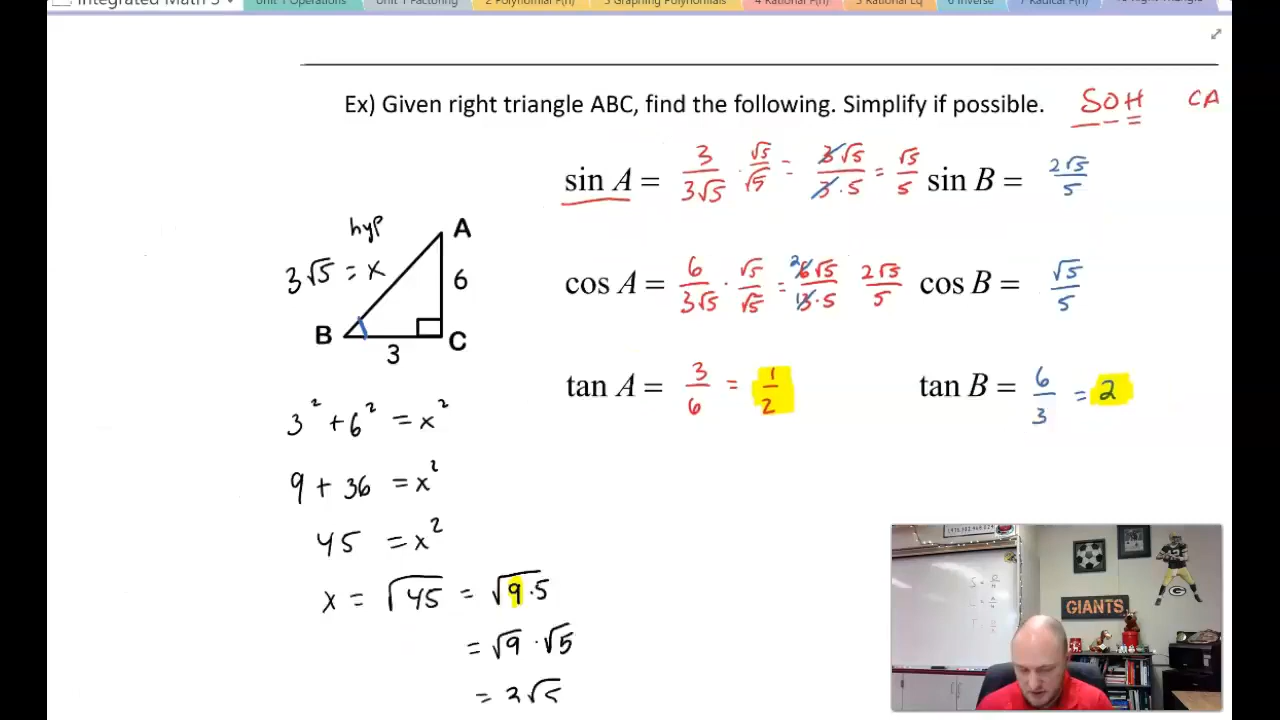 Integrated Math 3
Unit 1 Operations
Unit 1 Factoring
2 Polynomial F(n)
3 Graphing Polynomials
4 Rational F(n)
5 Rational Eq
6 Inverse
7 Radical F(n)
Ex) Given right triangle ABC, find the following. Simplify if possible. SOH CA
sin A = 3/3√5 · √5/√5 = 3√5/3·5 = √5/5 sin B = 2√5/5
hyp A
3√5 = x 6
B C
3
cos A = 6/3√5 · √5/√5 = 2 6√5/1 3·5 2√5/5 cos B = √5/5
tan A = 3/6 = 1/2 tan B = 6/3 = 2
3² + 6² = x²
9 + 36 = x²
45 = x²
x = √45 = √9·5
= √9 · √5
= 3√5
GIANTS